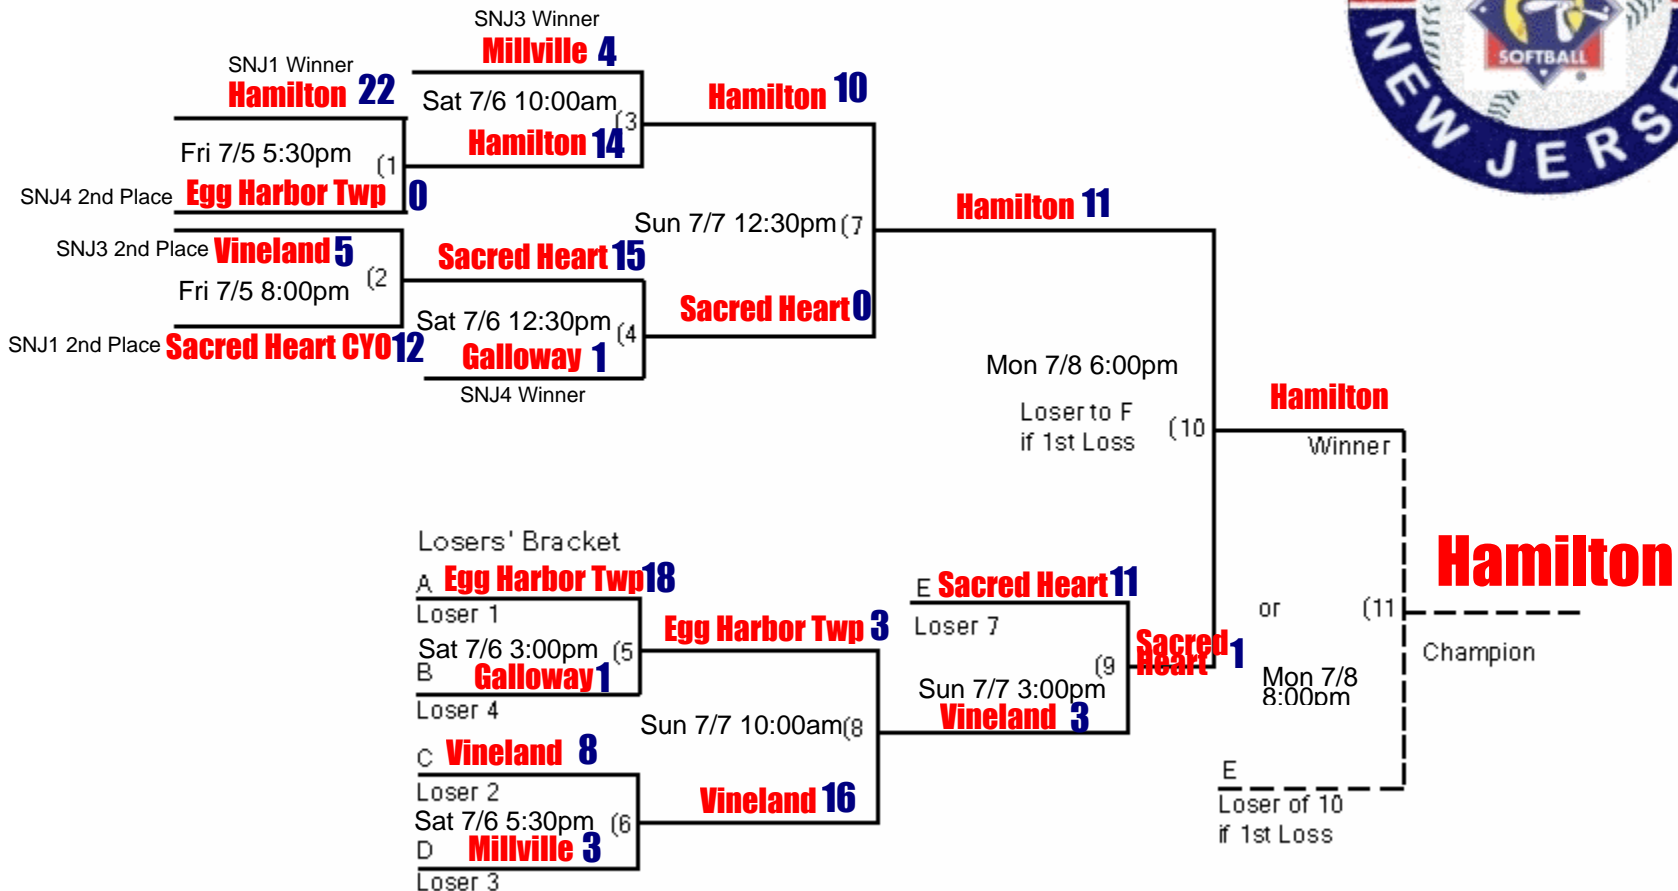 SNJ3 Winner
Millville 4
SNJ1 Winner
Hamilton 22
Sat 7/6 10:00am (3
Hamilton 10
Fri 7/5 5:30pm (1
Hamilton 14
SNJ4 2nd Place Egg Harbor Twp 0
SOFTBALL
NEW JERSE
Sun 7/7 12:30pm (7
Hamilton 11
SNJ3 2nd Place Vineland 5
Fri 7/5 8:00pm (2
Sacred Heart 15
SNJ1 2nd Place Sacred Heart CYO 12
Sat 7/6 12:30pm (4
Sacred Heart 0
Galloway 1
SNJ4 Winner
Mon 7/8 6:00pm
Loser to F
if 1st Loss
(10
Hamilton
Winner
Losers' Bracket
A Egg Harbor Twp 18
Loser 1
Sat 7/6 3:00pm (5
B Galloway 1
Loser 4
Egg Harbor Twp 3
E Sacred Heart 11
Loser 7
(9
Sun 7/7 3:00pm
Vineland 3
Sacred
Heart 1
Sun 7/7 10:00am (8
C Vineland 8
Loser 2
Sat 7/6 5:30pm (6
D Millville 3
Loser 3
Vineland 16
or
Mon 7/8
8:00pm
(11
Hamilton
Champion
E
Loser of 10
if 1st Loss